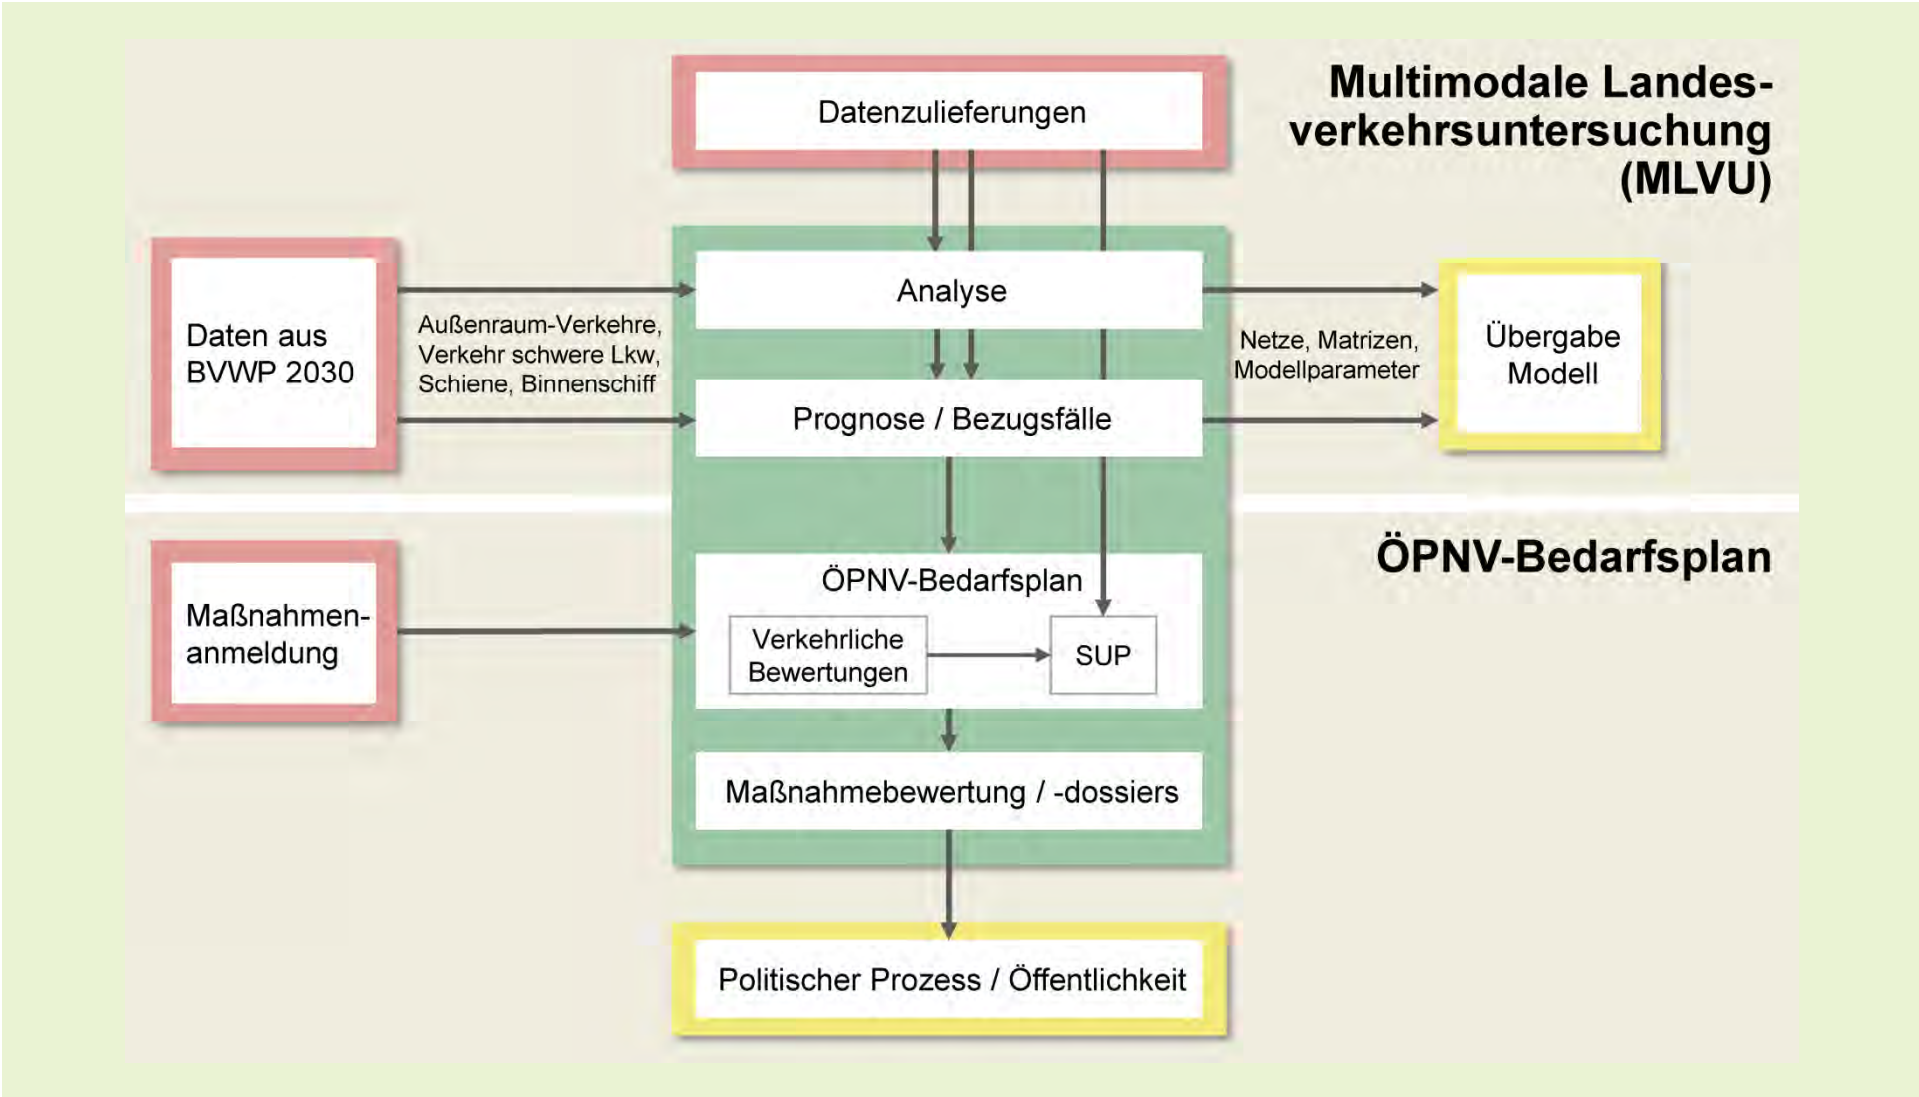 Datenzulieferungen
Multimodale Landes-
verkehrsuntersuchung
(MLVU)
Daten aus
BVWP 2030
Außenraum-Verkehre,
Verkehr schwere Lkw,
Schiene, Binnenschiff
Analyse
Prognose / Bezugsfälle
Netze, Matrizen,
Modellparameter
Übergabe
Modell
ÖPNV-Bedarfsplan
Maßnahmen-
anmeldung
ÖPNV-Bedarfsplan
Verkehrliche
Bewertungen
SUP
Maßnahmebewertung / -dossiers
Politischer Prozess / Öffentlichkeit